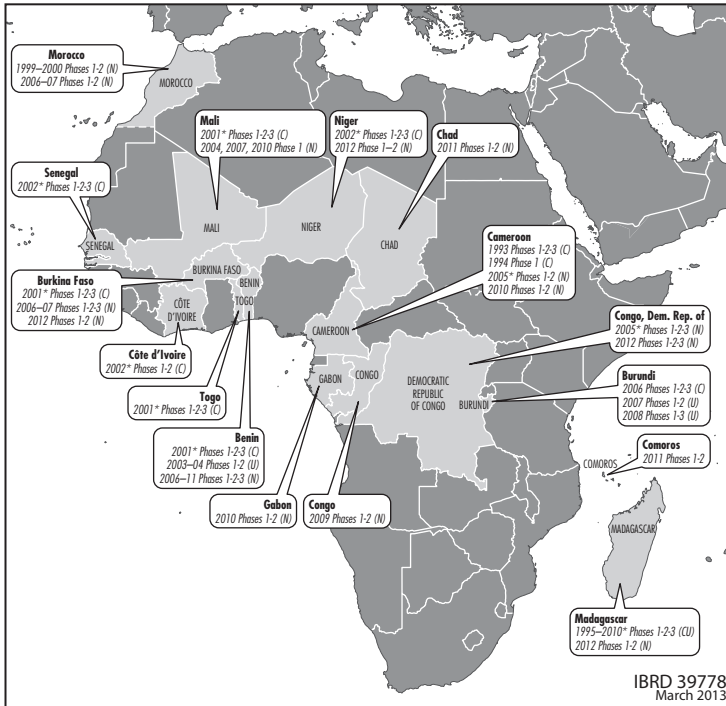 Morocco
1999–2000 Phases 1-2 (N)
2006–07 Phases 1-2 (N)
MOROCCO
Mali
2001* Phases 1-2-3 (C)
2004, 2007, 2010 Phase 1 (N)
Niger
2002* Phases 1-2-3 (C)
2012 Phase 1–2 (N)
Chad
2011 Phases 1-2 (N)
Senegal
2002* Phases 1-2-3 (C)
SENEGAL
MALI
NIGER
CHAD
Cameroon
1993 Phases 1-2-3 (C)
1994 Phase 1 (C)
2005* Phase 1-2 (N)
2010 Phases 1-2 (N)
Burkina Faso
2001* Phases 1-2-3 (C)
2006–07 Phases 1-2-3 (N)
2012 Phases 1-2 (N)
BURKINA FASO
BENIN
TOGO
CÔTE
D'IVOIRE
CAMEROON
Congo, Dem. Rep. of
2005* Phases 1-2-3 (N)
2012 Phases 1-2-3 (N)
Côte d'Ivoire
2002* Phases 1-2 (C)
Togo
2001* Phases 1-2-3 (C)
GABON
CONGO
DEMOCRATIC
REPUBLIC
OF CONGO
BURUNDI
Burundi
2006 Phases 1-2-3 (C)
2007 Phases 1-2 (U)
2008 Phases 1-3 (U)
Benin
2001* Phases 1-2-3 (C)
2003–04 Phases 1-2 (U)
2006–11 Phases 1-2-3 (N)
Comoros
2011 Phases 1-2
COMOROS
Gabon
2010 Phases 1-2 (N)
Congo
2009 Phases 1-2 (N)
MADAGASCAR
Madagascar
1995–2010* Phases 1-2-3 (CU)
2012 Phases 1-2 (N)
IBRD 39778
March 2013